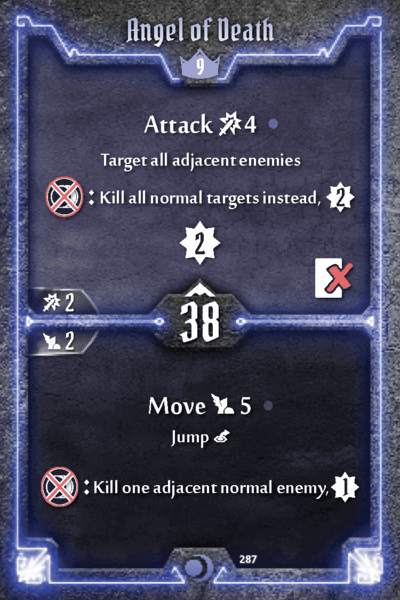 Angel of Death
9
Attack 4
Target all adjacent enemies
: Kill all normal targets instead, 2
2
2
38
2
Move 5
Jump
: Kill one adjacent normal enemy, 1
287